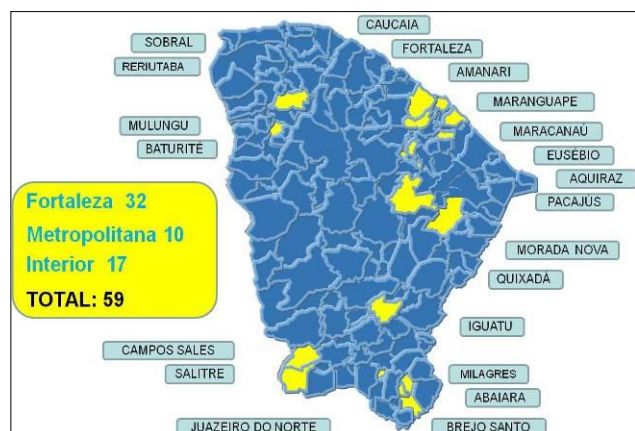 CAUCAIA
SOBRAL
FORTALEZA
RERIUTABA
AMANARI
MARANGUAPE
MULUNGU
MARACANAÚ
BATURITÉ
EUSÉBIO
AQUIRAZ
PACAJÚS
Fortaleza 32
Metropolitana 10
Interior 17
TOTAL: 59
MORADA NOVA
QUIXADÁ
IGUATU
CAMPOS SALES
SALITRE
MILAGRES
ABAIARA
JUAZEIRO DO NORTE
BREJO SANTO